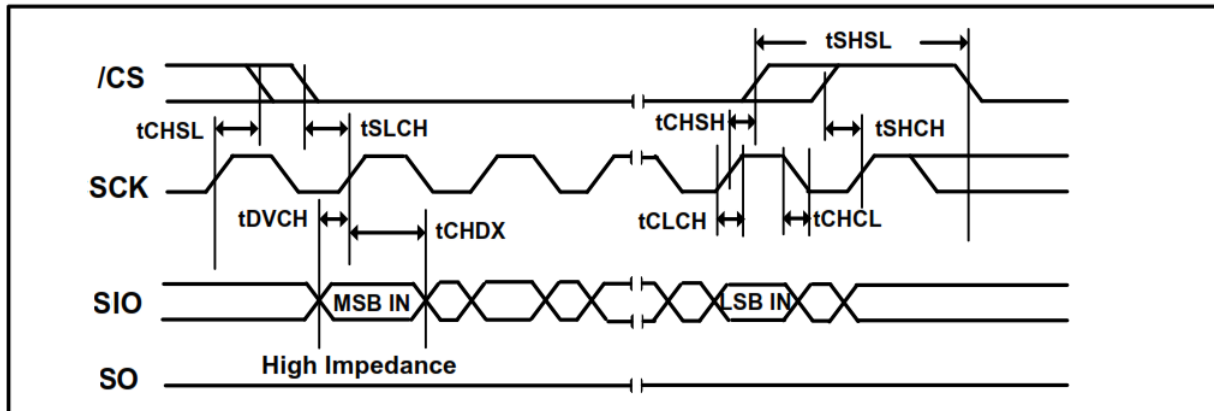 tSHSL
/CS
tCHSL
tSLCH
tCHSH
tSHCH
SCK
tDVCH
tCHDX
tCLCH
tCHCL
SIO
MSB IN
LSB IN
High Impedance
SO